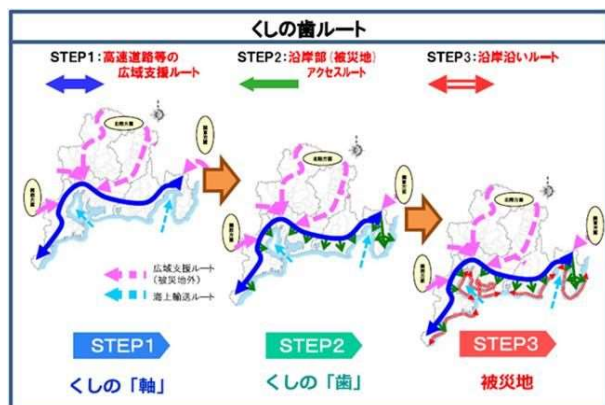 くしの歯ルート
STEP1:高速道路等の
広域支援ルート
STEP2:沿岸部(被災地)
アクセスルート
STEP3:沿岸沿いルート
広域支援ルート
(被災地外)
海上輸送ルート
STEP1
STEP2
STEP3
くしの「軸」
くしの「歯」
被災地